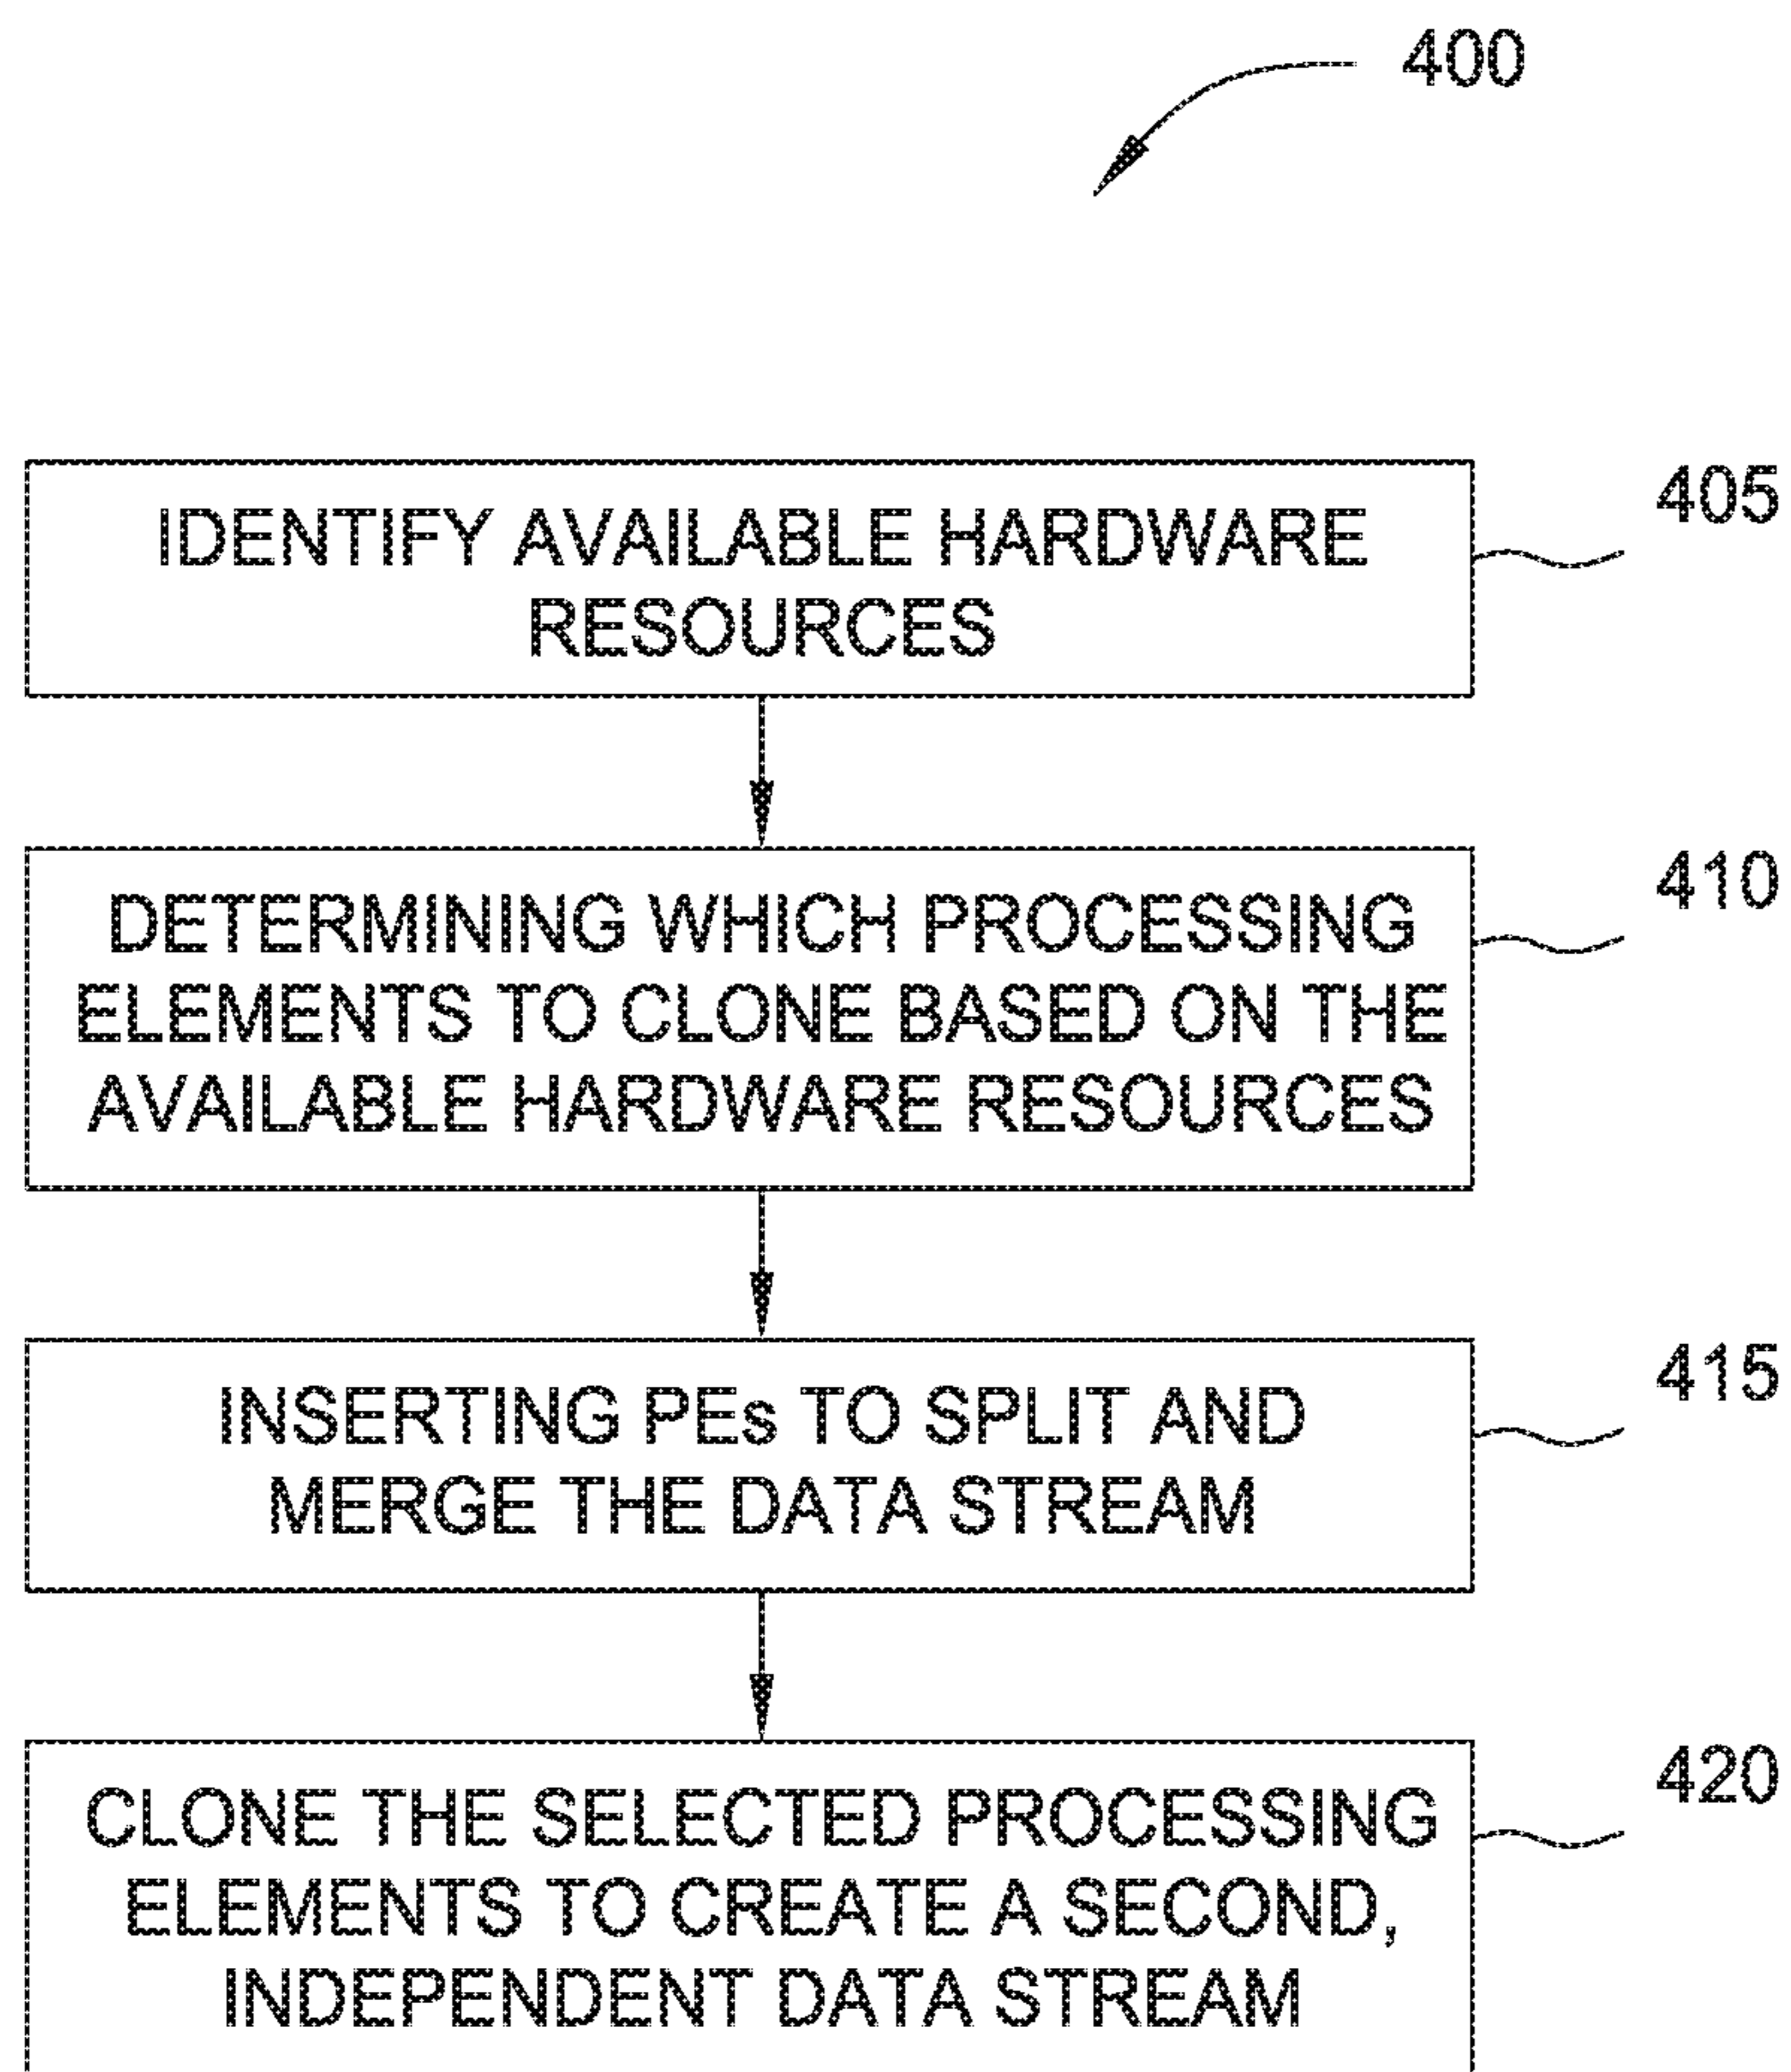 400
IDENTIFY AVAILABLE HARDWARE
RESOURCES
405
DETERMINING WHICH PROCESSING
ELEMENTS TO CLONE BASED ON THE
AVAILABLE HARDWARE RESOURCES
410
INSERTING PEs TO SPLIT AND
MERGE THE DATA STREAM
415
CLONE THE SELECTED PROCESSING
ELEMENTS TO CREATE A SECOND,
INDEPENDENT DATA STREAM
420